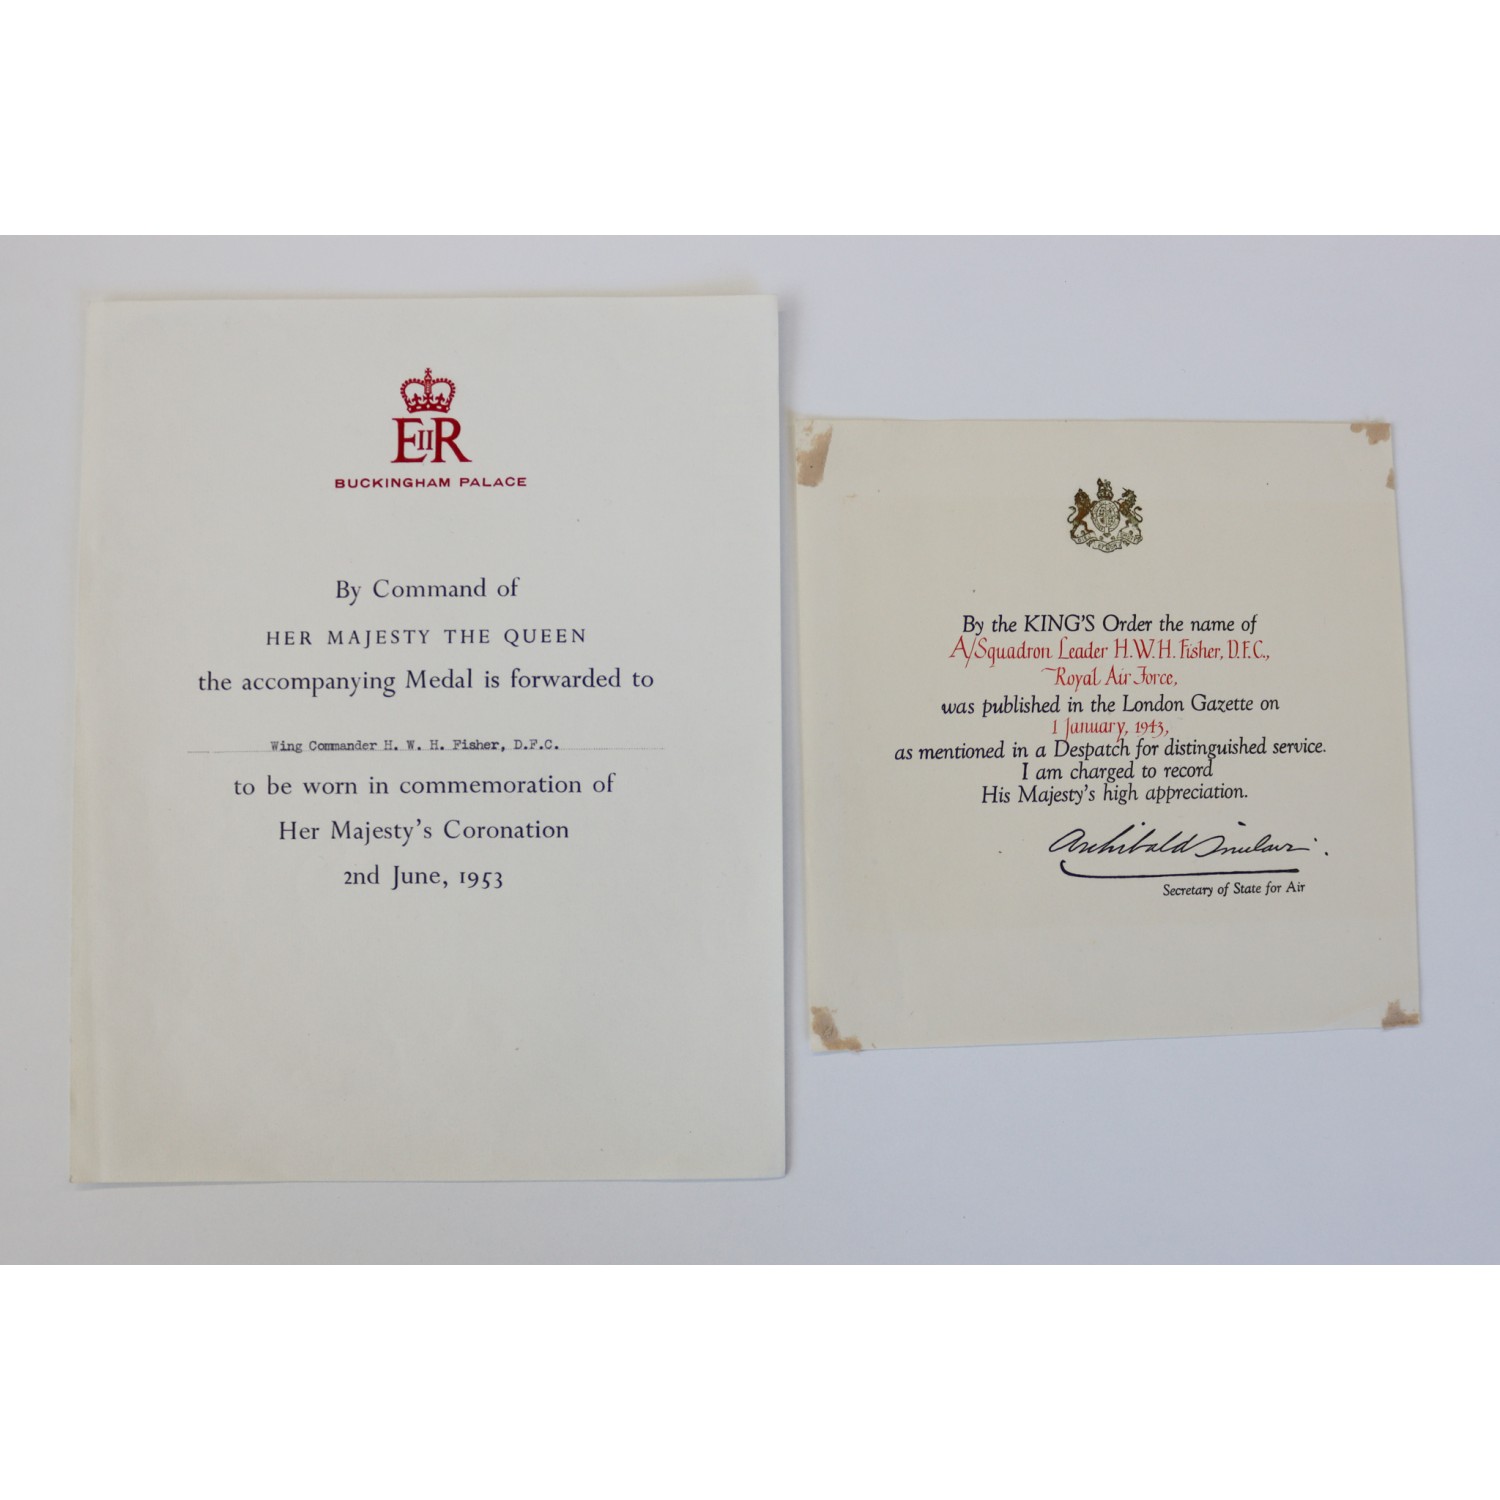 EIIR
BUCKINGHAM PALACE
By Command of
HER MAJESTY THE QUEEN
the accompanying Medal is forwarded to
Wing Commander H. W. H. Fisher, D.F.C.
to be worn in commemoration of
Her Majesty's Coronation
2nd June, 1953
By the KING'S Order the name of
A/Squadron Leader H.W.H. Fisher, D.F.C.,
Royal Air Force,
was published in the London Gazette on
1 January, 1943,
as mentioned in a Despatch for distinguished service.
I am charged to record
His Majesty's high appreciation.
Archibald Sinclair.
Secretary of State for Air